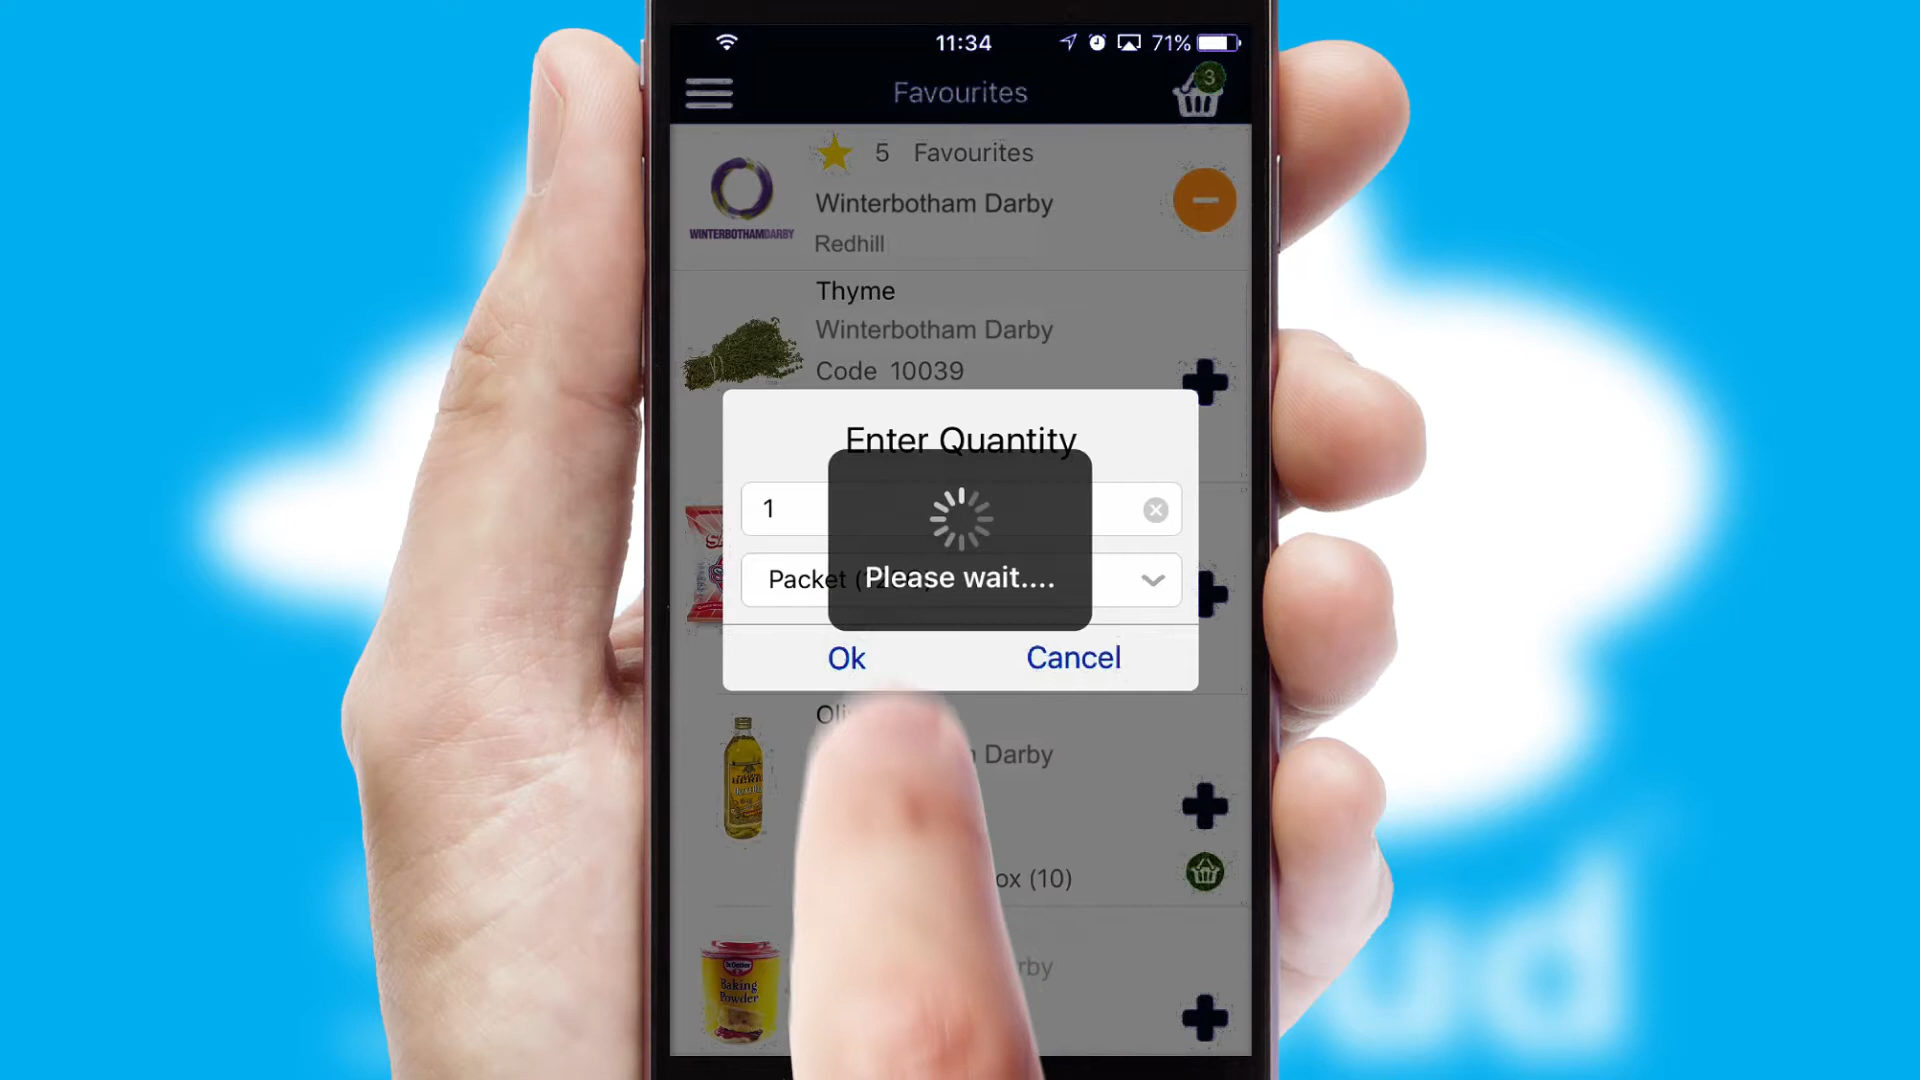 11:34
71%
Favourites
3
5 Favourites
Winterbotham Darby
Redhill
WINTERBOTHAMDARBY
Thyme
Winterbotham Darby
Code 10039
Enter Quantity
1
Packet
Please wait....
Ok
Cancel
Darby
ox (10)
Baking
Powder
rby
ud